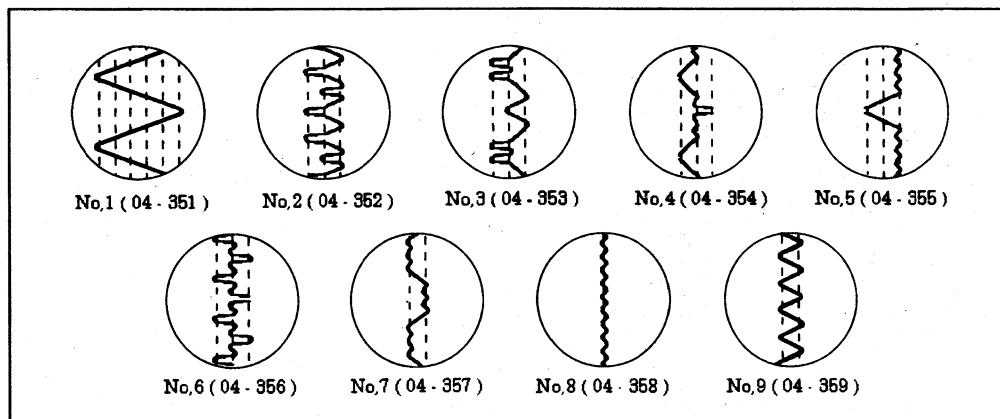 No,1 ( 04 - 351 )
No,2 ( 04 - 352 )
No,3 ( 04 - 353 )
No,4 ( 04 - 354 )
No,5 ( 04 - 355 )
No,6 ( 04 - 356 )
No,7 ( 04 - 357 )
No,8 ( 04 - 358 )
No,9 ( 04 - 359 )